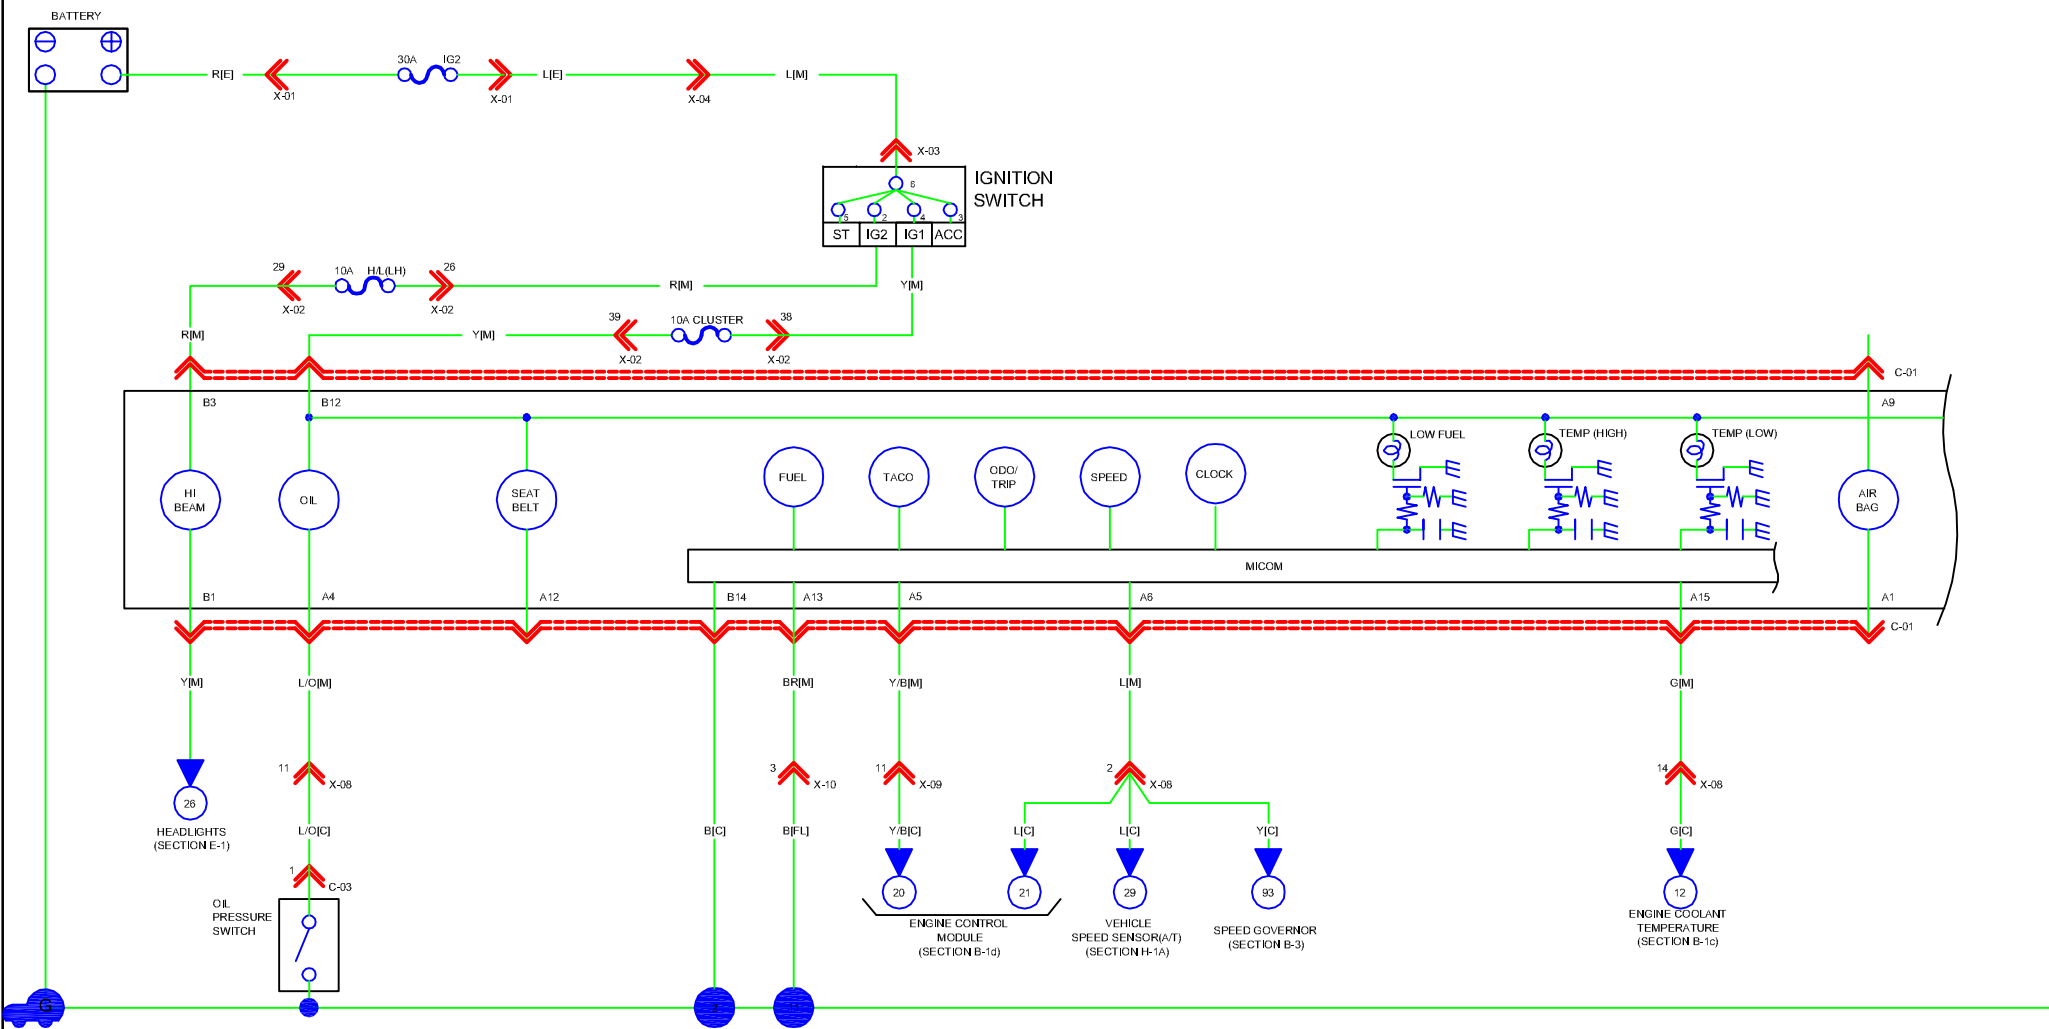 BATTERY
R[E]
X-01
30A
IG2
X-01
L[E]
X-04
L[M]
X-03
IGNITION
SWITCH
6
5
2
4
3
ST
IG2
IG1
ACC
29
10A
H/L(LH)
26
X-02
X-02
R[M]
Y[M]
R[M]
Y[M]
39
10A CLUSTER
38
X-02
X-02
C-01
B3
B12
A9
LOW FUEL
TEMP (HIGH)
TEMP (LOW)
HI
BEAM
OIL
SEAT
BELT
FUEL
TACO
ODO/
TRIP
SPEED
CLOCK
AIR
BAG
MICOM
B1
A4
A12
B14
A13
A5
A6
A15
A1
C-01
Y[M]
L/O[M]
BR[M]
Y/B[M]
L[M]
G[M]
11
X-08
3
X-10
11
X-09
2
X-08
14
X-08
26
HEADLIGHTS
(SECTION E-1)
L/O[C]
B[C]
B[FL]
Y/B[C]
L[C]
L[C]
Y[C]
G[C]
1
C-03
OIL
PRESSURE
SWITCH
20
21
29
93
12
ENGINE CONTROL
MODULE
(SECTION B-1d)
VEHICLE
SPEED SENSOR(A/T)
(SECTION H-1A)
SPEED GOVERNOR
(SECTION B-3)
ENGINE COOLANT
TEMPERATURE
(SECTION B-1c)
G